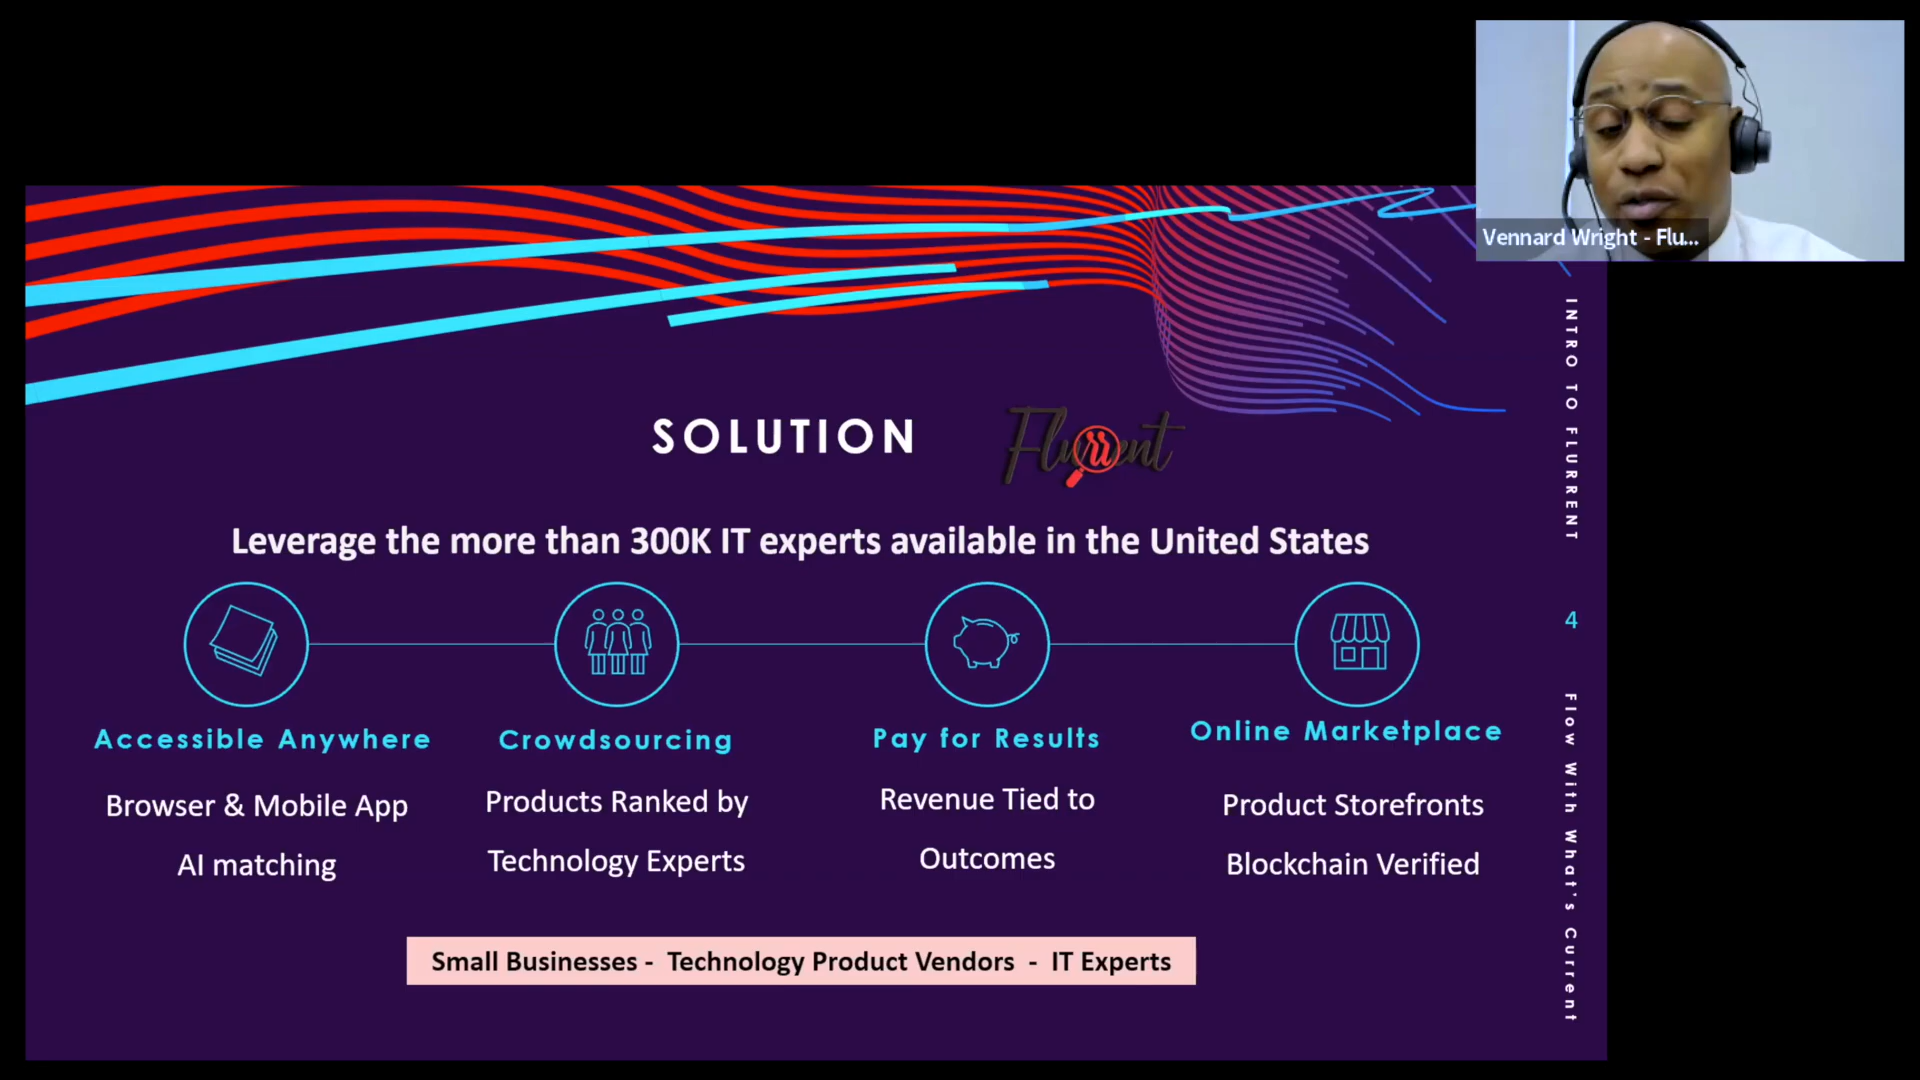 Vennard Wright - Flu...
SOLUTION
Flurrent
Leverage the more than 300K IT experts available in the United States
Accessible Anywhere
Browser & Mobile App
AI matching
Crowdsourcing
Products Ranked by
Technology Experts
Pay for Results
Revenue Tied to
Outcomes
Online Marketplace
Product Storefronts
Blockchain Verified
Small Businesses - Technology Product Vendors - IT Experts
INTRO TO FLURRENT
4
Flow With What's Current